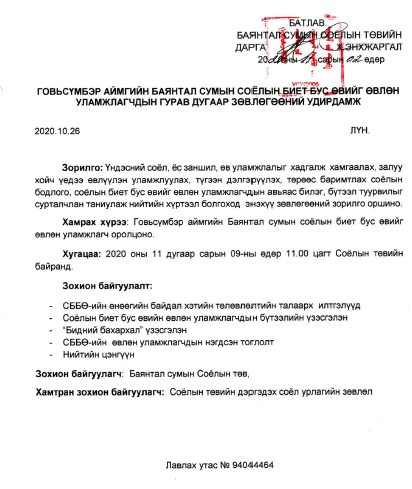 БАТЛАВ.
БАЯНТАЛ СУМЫН СОЁЛЫН ТӨВИЙН
ДАРГА Х.ЭНХЖАРГАЛ
оны сарын 02 өдөр
ГОВЬСҮМБЭР АЙМГИЙН БАЯНТАЛ СУМЫН СОЁЛЫН БИЕТ БУС ӨВИЙГ ӨВЛӨН
УЛАМЖЛАГЧДЫН ГУРАВ ДУГААР ЗӨВЛӨГӨӨНИЙ УДИРДАМЖ
2020.10.26 ЛҮН.
Зорилго: Үндэсний соёл, ёс заншил, өв уламжлалыг хадгалж хамгаалах, залуу
хойч үедээ өвлүүлэн уламжлуулах, түгээн дэлгэрүүлэх, төрөөс баримтлах соёлын
бодлого, соёлын биет бус өвийг өвлөн уламжлагчдын авьяас билэг, бүтээл туурвилыг
сурталчлан таниулаж нийтийн хүртээл болгоход энэхүү зөвлөгөөний зорилго оршино.
Хамрах хүрээ: Говьсүмбэр аймгийн Баянтал сумын соёлын биет бус өвийг
өвлөн уламжлагч оролцоно.
Хугацаа: 2020 оны 11 дугаар сарын 09-ны өдөр 11.00 цагт Соёлын төвийн
байранд.
Зохион байгуулалт:
- СББӨ-ийн өнөөгийн байдал хэтийн төлөвлөлтийн талаарх илтгэлүүд
- Соёлын биет бус өвийн өвлөн уламжлагчдын бүтээлийн үзэсгэлэн
- "Бидний бахархал" үзэсгэлэн
- СББӨ-ийн өвлөн уламжлагчдын нэгдсэн тоглолт
- Нийтийн цэнгүүн
Зохион байгуулагч: Баянтал сумын Соёлын төв,
Хамтран зохион байгуулагч: Соёлын төвийн дэргэдэх соёл урлагийн зөвлөл
Лавлах утас № 94044464